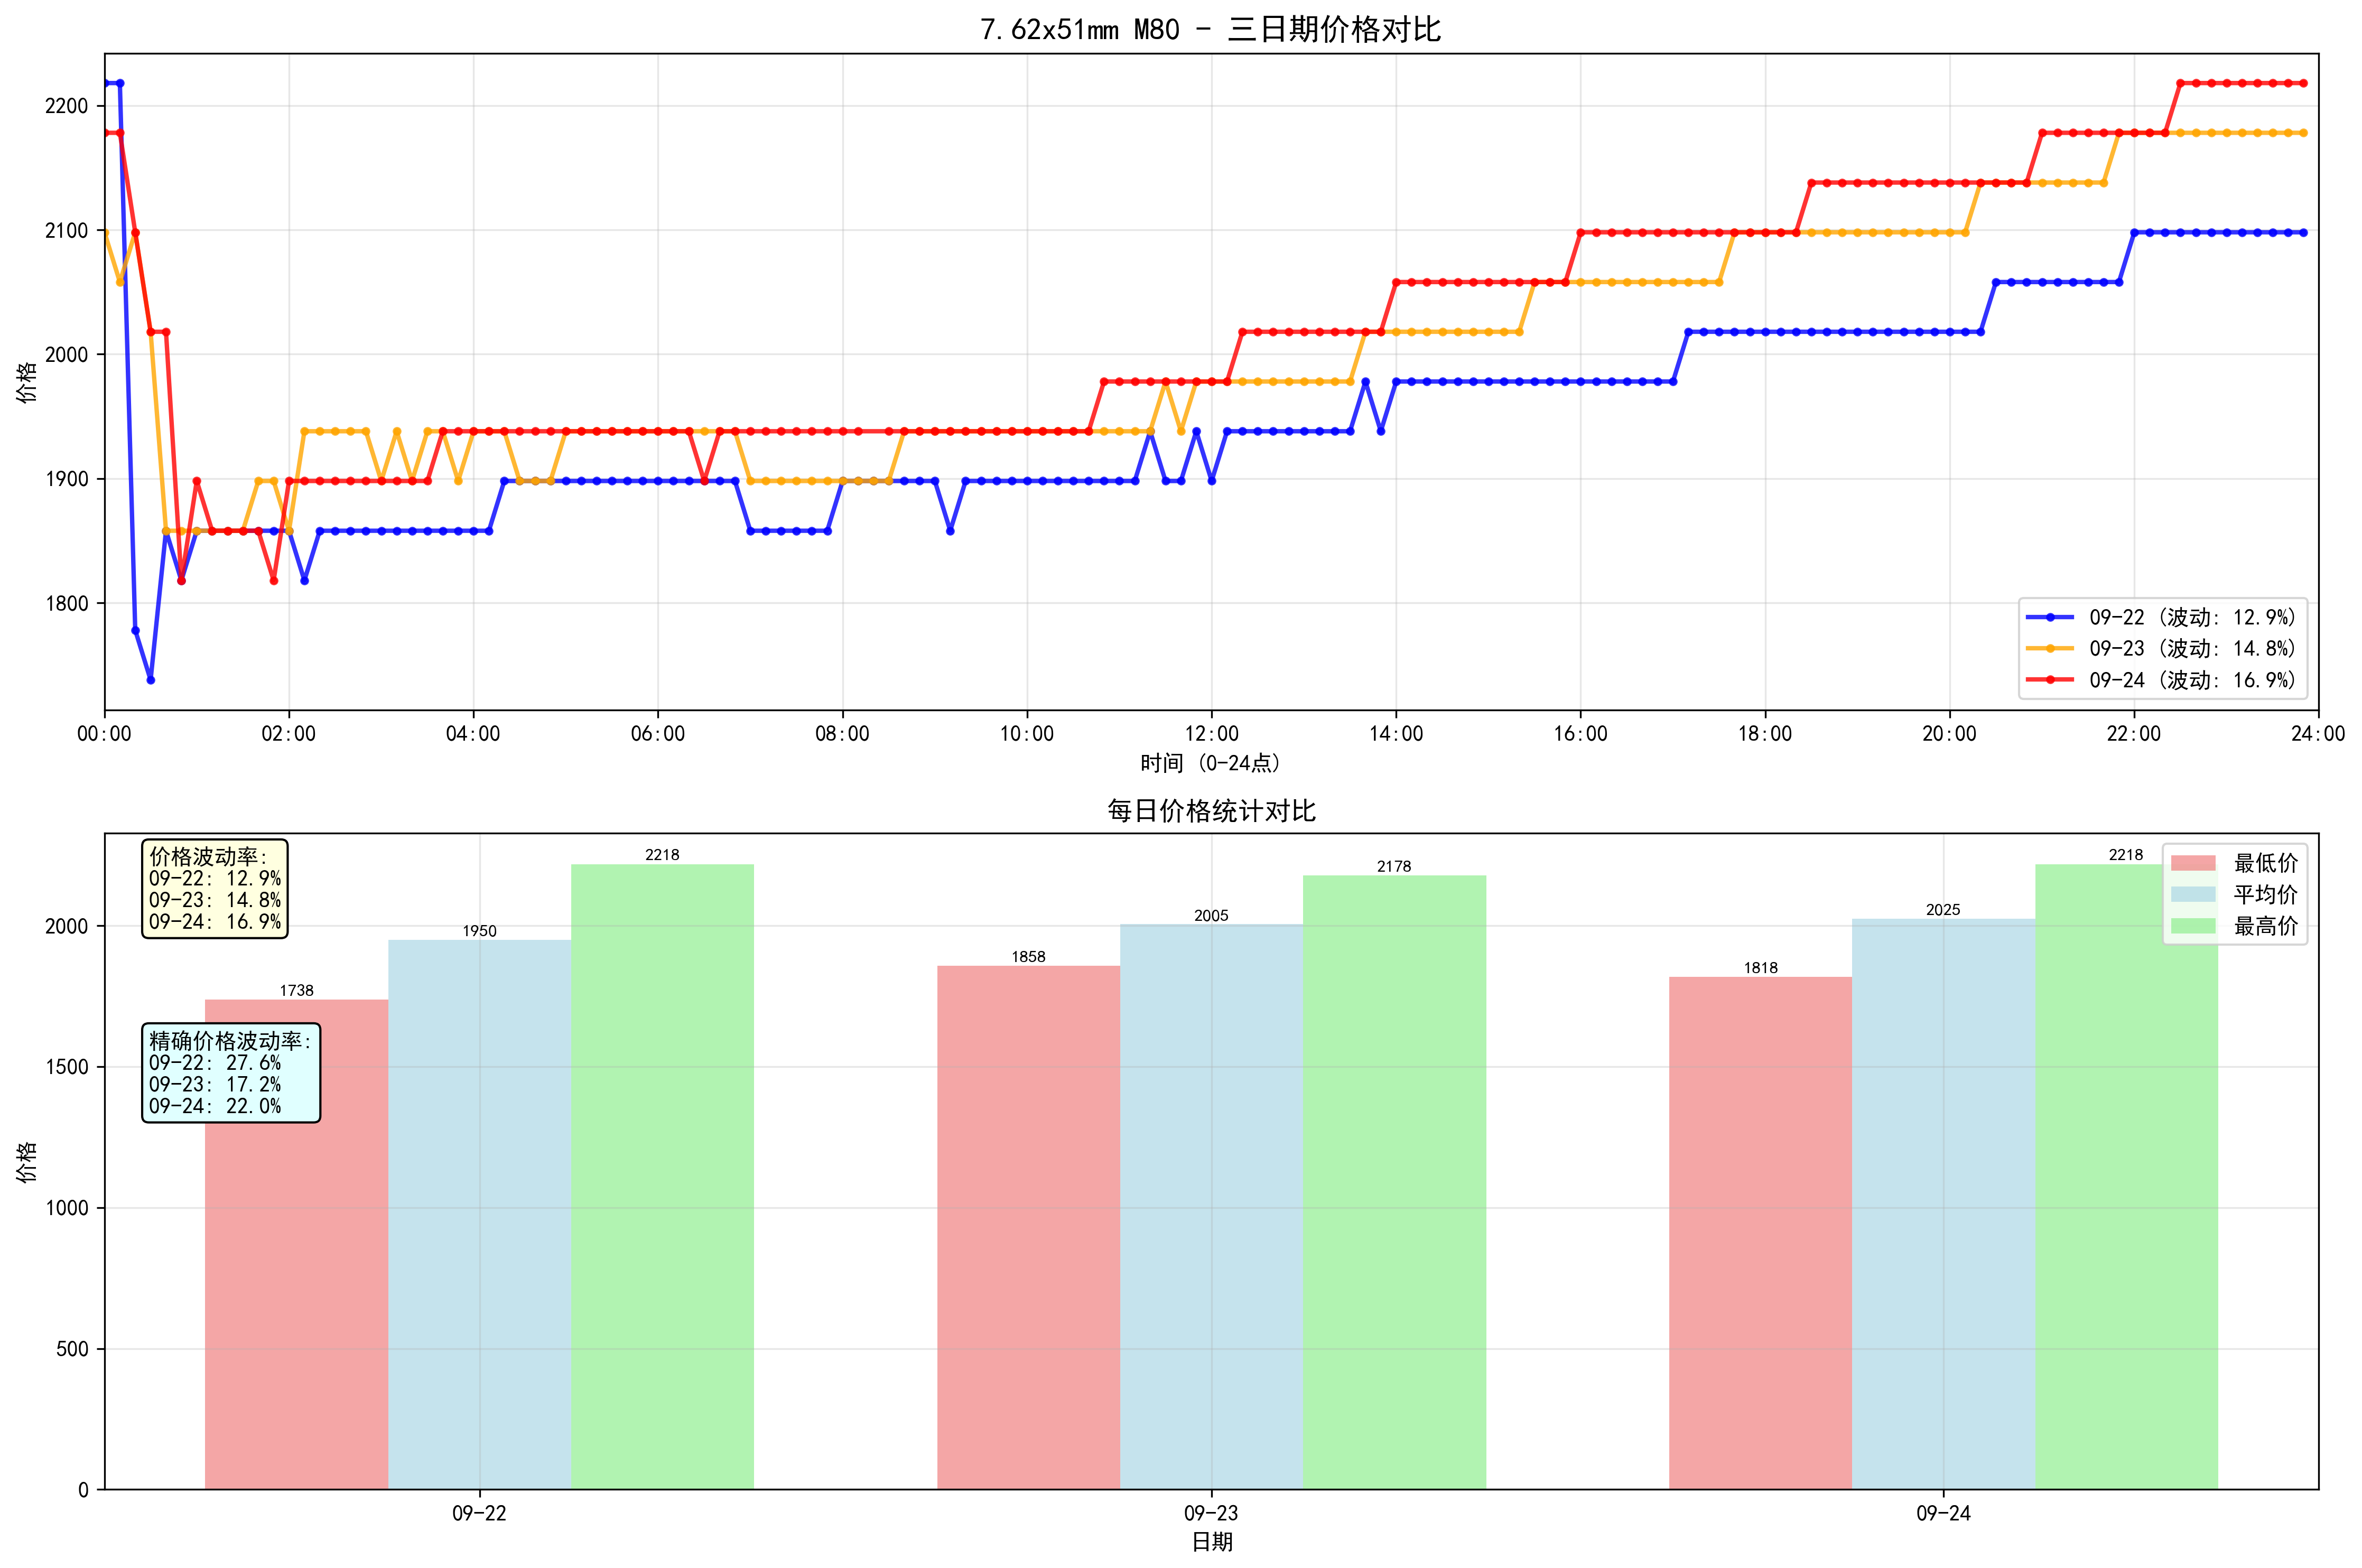 7.62x51mm M80 - 三日期价格对比
2200
2100
2000
1900
1800
价格
00:00 02:00 04:00 06:00 08:00 10:00 12:00 14:00 16:00 18:00 20:00 22:00 24:00
时间 (0-24点)
09-22 (波动: 12.9%)
09-23 (波动: 14.8%)
09-24 (波动: 16.9%)
每日价格统计对比
价格波动率:
09-22: 12.9%
09-23: 14.8%
09-24: 16.9%
精确价格波动率:
09-22: 27.6%
09-23: 17.2%
09-24: 22.0%
1738
1950
2218
1858
2005
2178
1818
2025
2218
最低价
平均价
最高价
2000
1500
1000
500
0
价格
09-22 09-23 09-24
日期